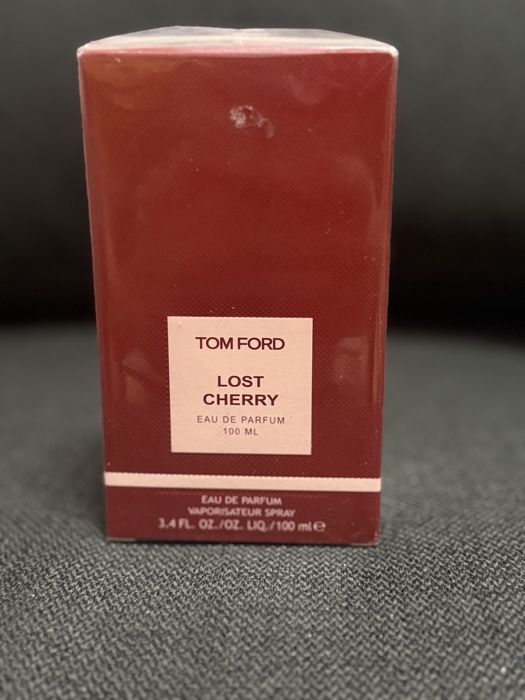 TOM FORD
LOST
CHERRY
EAU DE PARFUM
100 ML
EAU DE PARFUM
VAPORISATEUR SPRAY
3.4 FL. OZ./OZ. LIQ./100 ml ℮